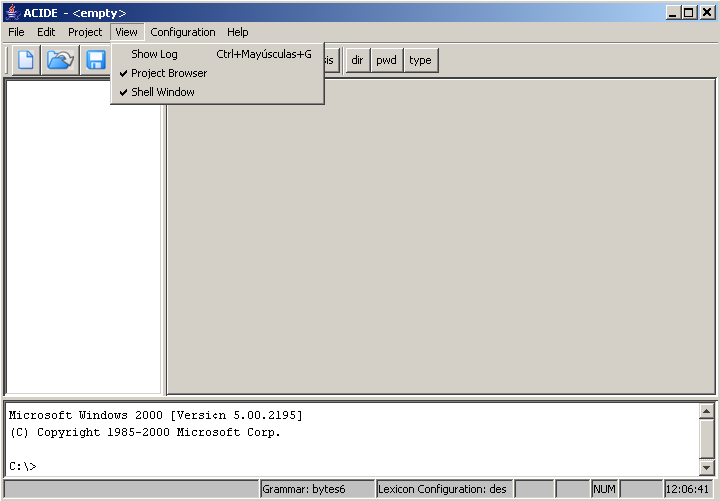 ACIDE - <empty>
File Edit Project View Configuration Help
Show Log Ctrl+Mayúsculas+G
Project Browser
Shell Window
dir pwd type
Microsoft Windows 2000 [Versi¢n 5.00.2195]
(C) Copyright 1985-2000 Microsoft Corp.
C:\>
Grammar: bytes6 Lexicon Configuration: des NUM 12:06:41